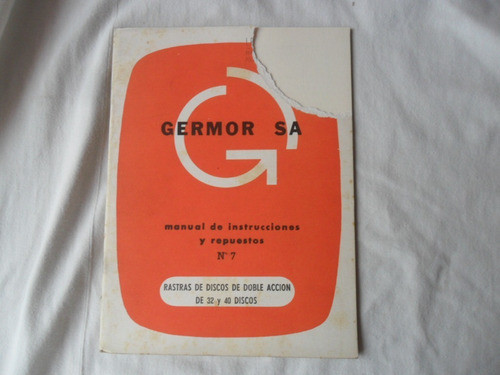 GERMOR SA
manual de instrucciones
y repuestos
Nº 7
RASTRAS DE DISCOS DE DOBLE ACCION
DE 32 y 40 DISCOS